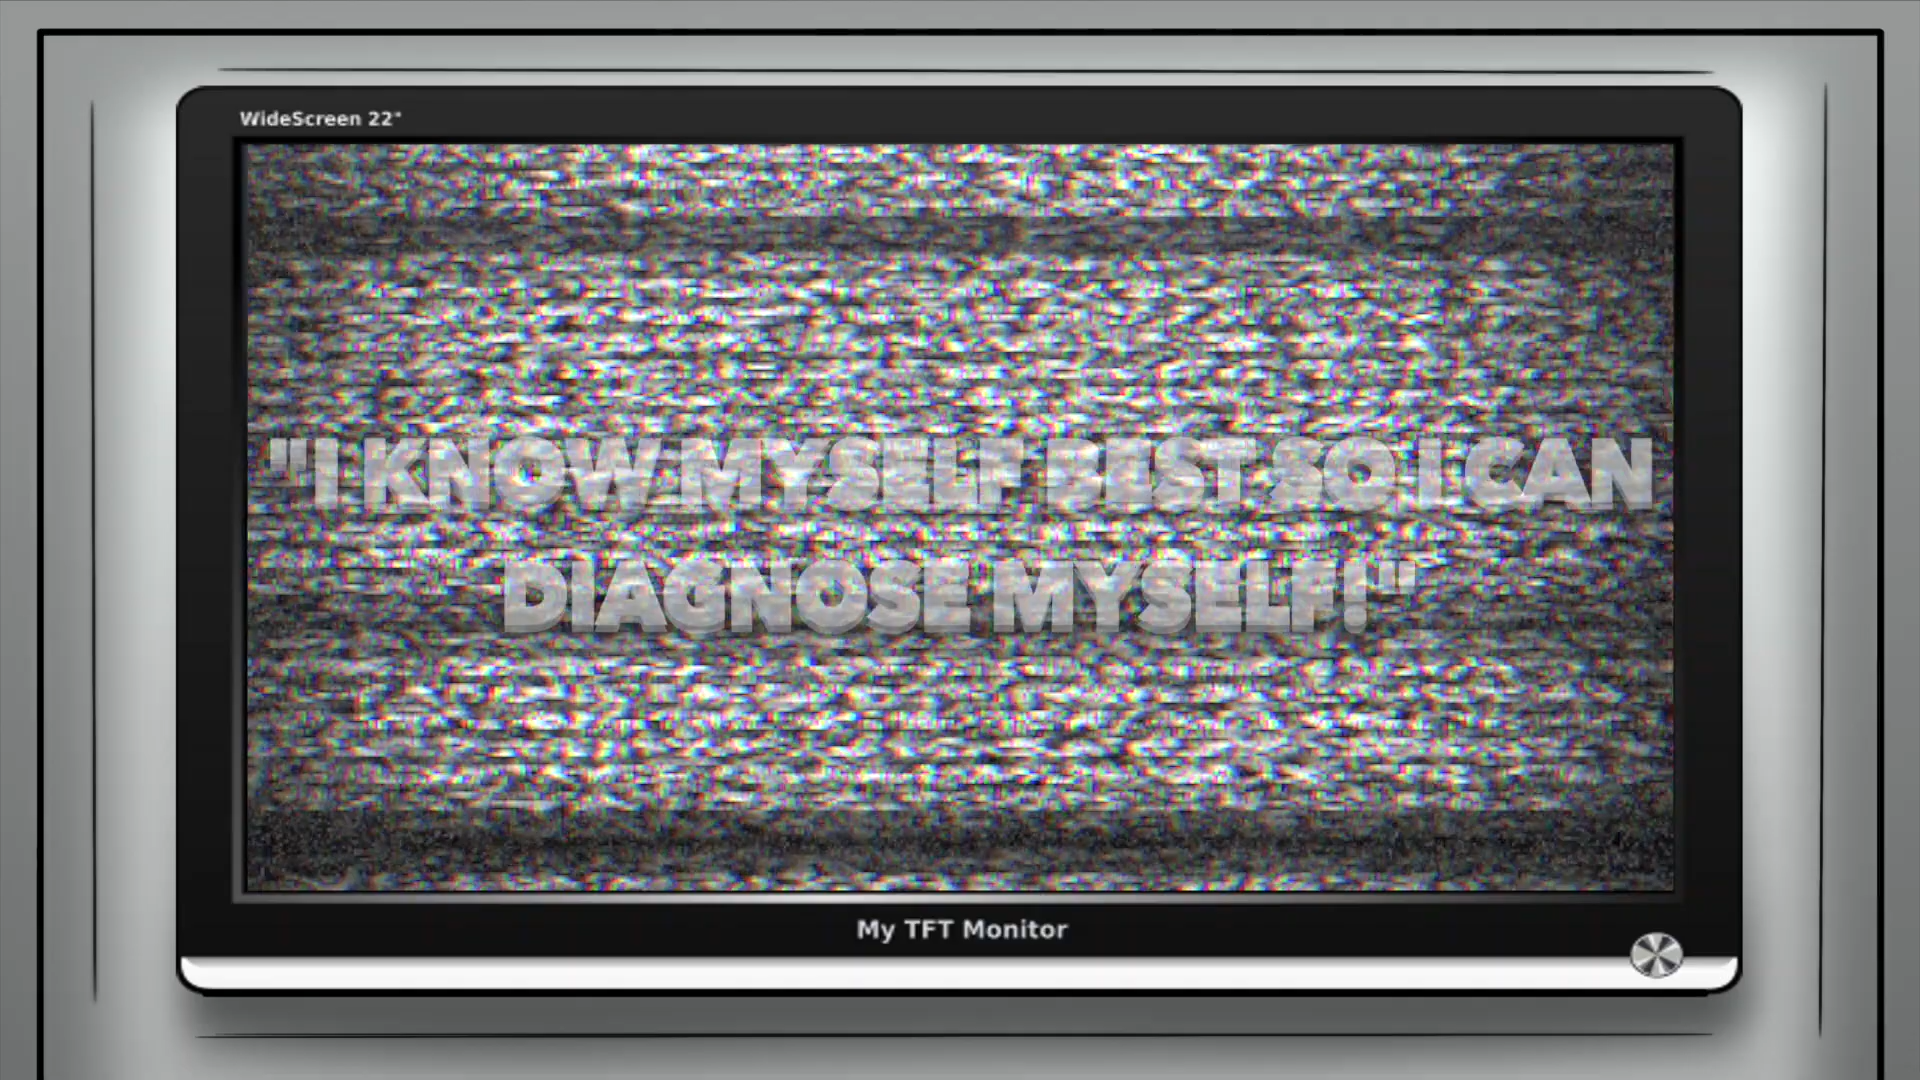 WideScreen 22"
"I KNOW MYSELF BEST SO I CAN
DIAGNOSE MYSELF!"
My TFT Monitor